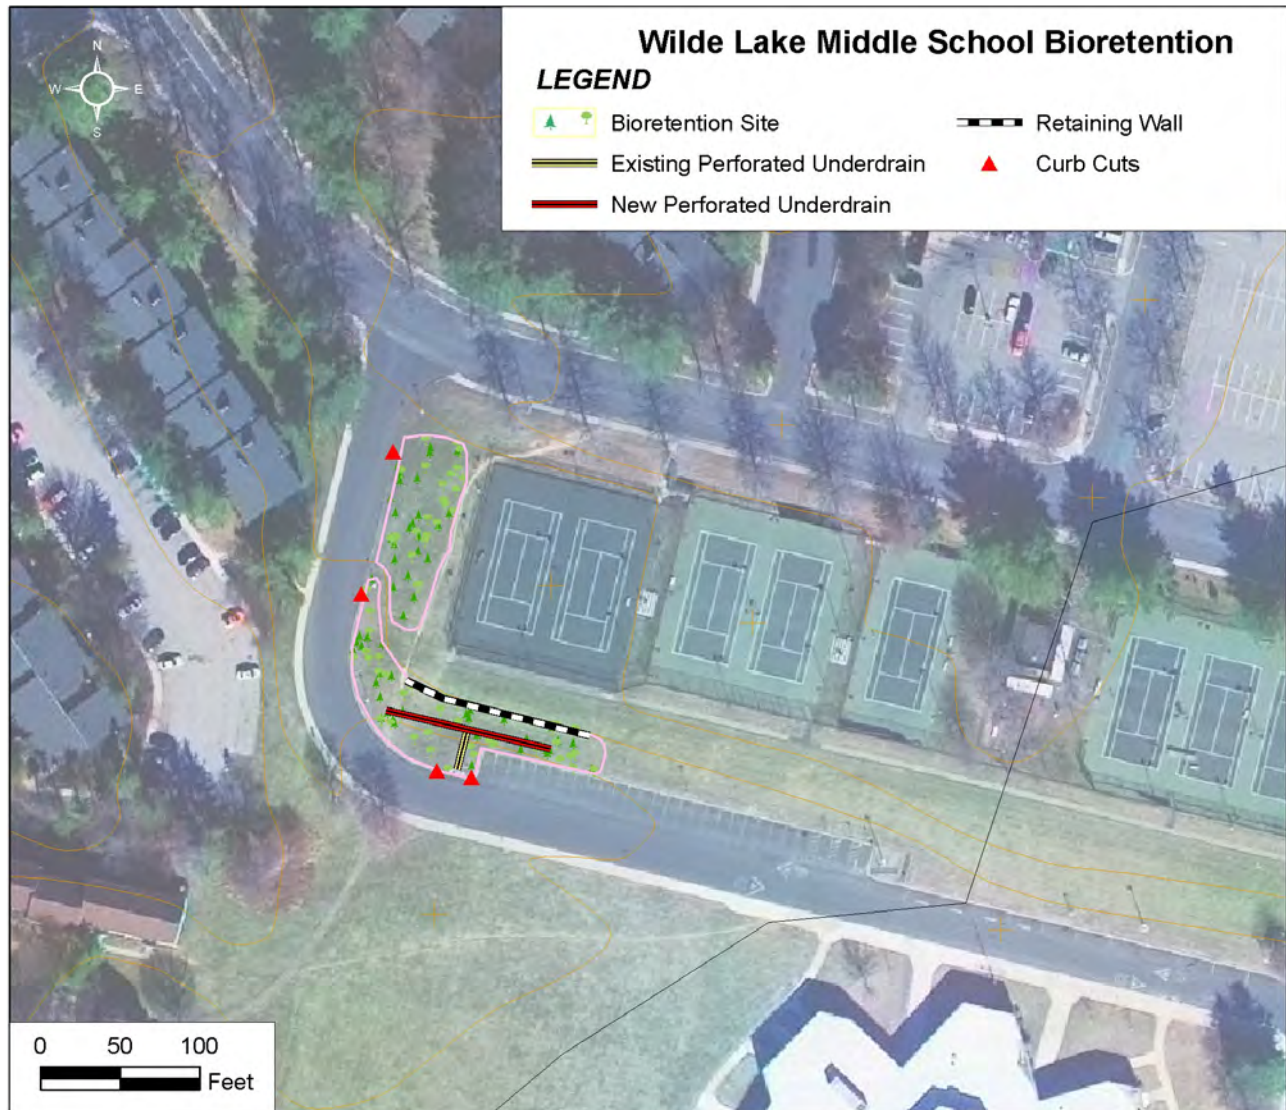 Wilde Lake Middle School Bioretention
LEGEND
Bioretention Site
Existing Perforated Underdrain
New Perforated Underdrain
Retaining Wall
Curb Cuts
N
W E
S
0 50 100
Feet